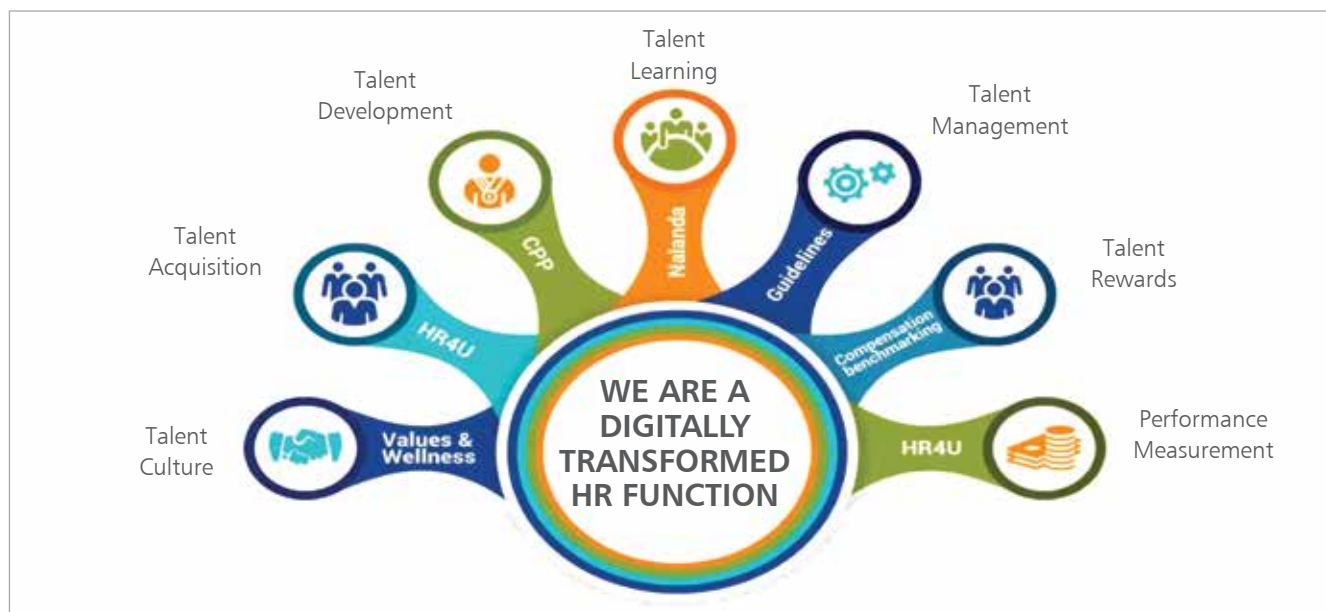 Talent
Culture
Values &
Wellness
Talent
Acquisition
HR4U
Talent
Development
CPP
Talent
Learning
Nalanda
Talent
Management
Guidelines
Talent
Rewards
Compensation
benchmarking
Performance
Measurement
HR4U
WE ARE A
DIGITALLY
TRANSFORMED
HR FUNCTION